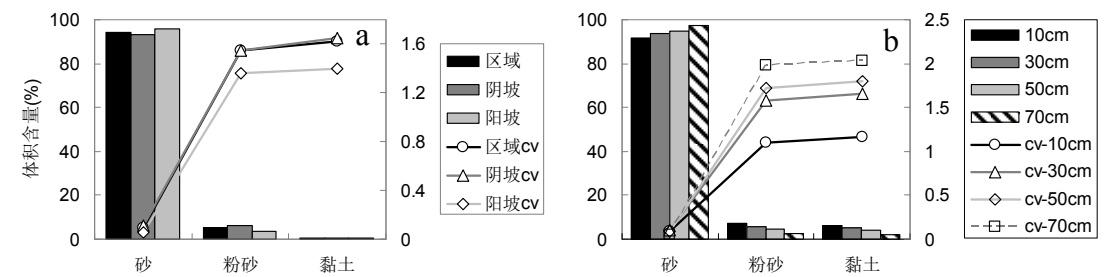 体积含量(%)
100
80
60
40
20
0
砂
粉砂
黏土
1.6
1.2
0.8
0.4
0
a
区域
阴坡
阳坡
区域cv
阴坡cv
阳坡cv
100
80
60
40
20
0
砂
粉砂
黏土
2.5
2
1.5
1
0.5
0
b
10cm
30cm
50cm
70cm
cv-10cm
cv-30cm
cv-50cm
cv-70cm